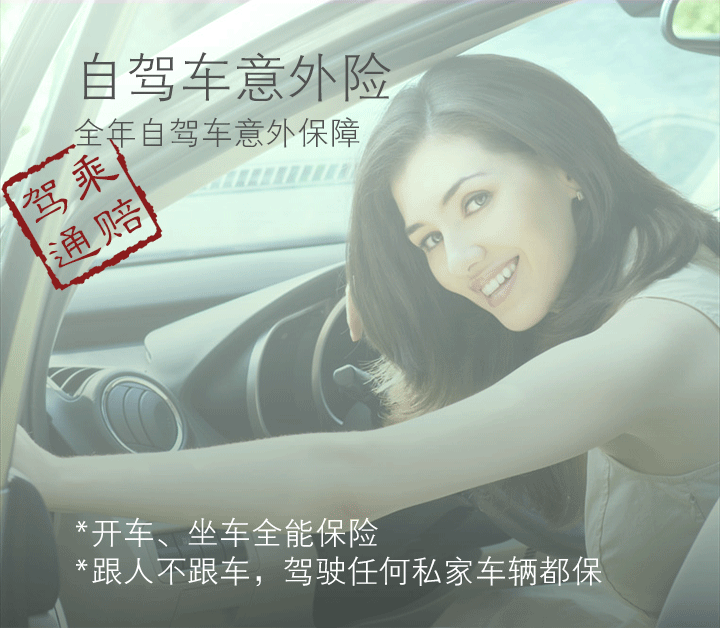 自驾车意外险
全年自驾车意外保障
驾乘
通赔
*开车、坐车全能保险
*跟人不跟车，驾驶任何私家车辆都保